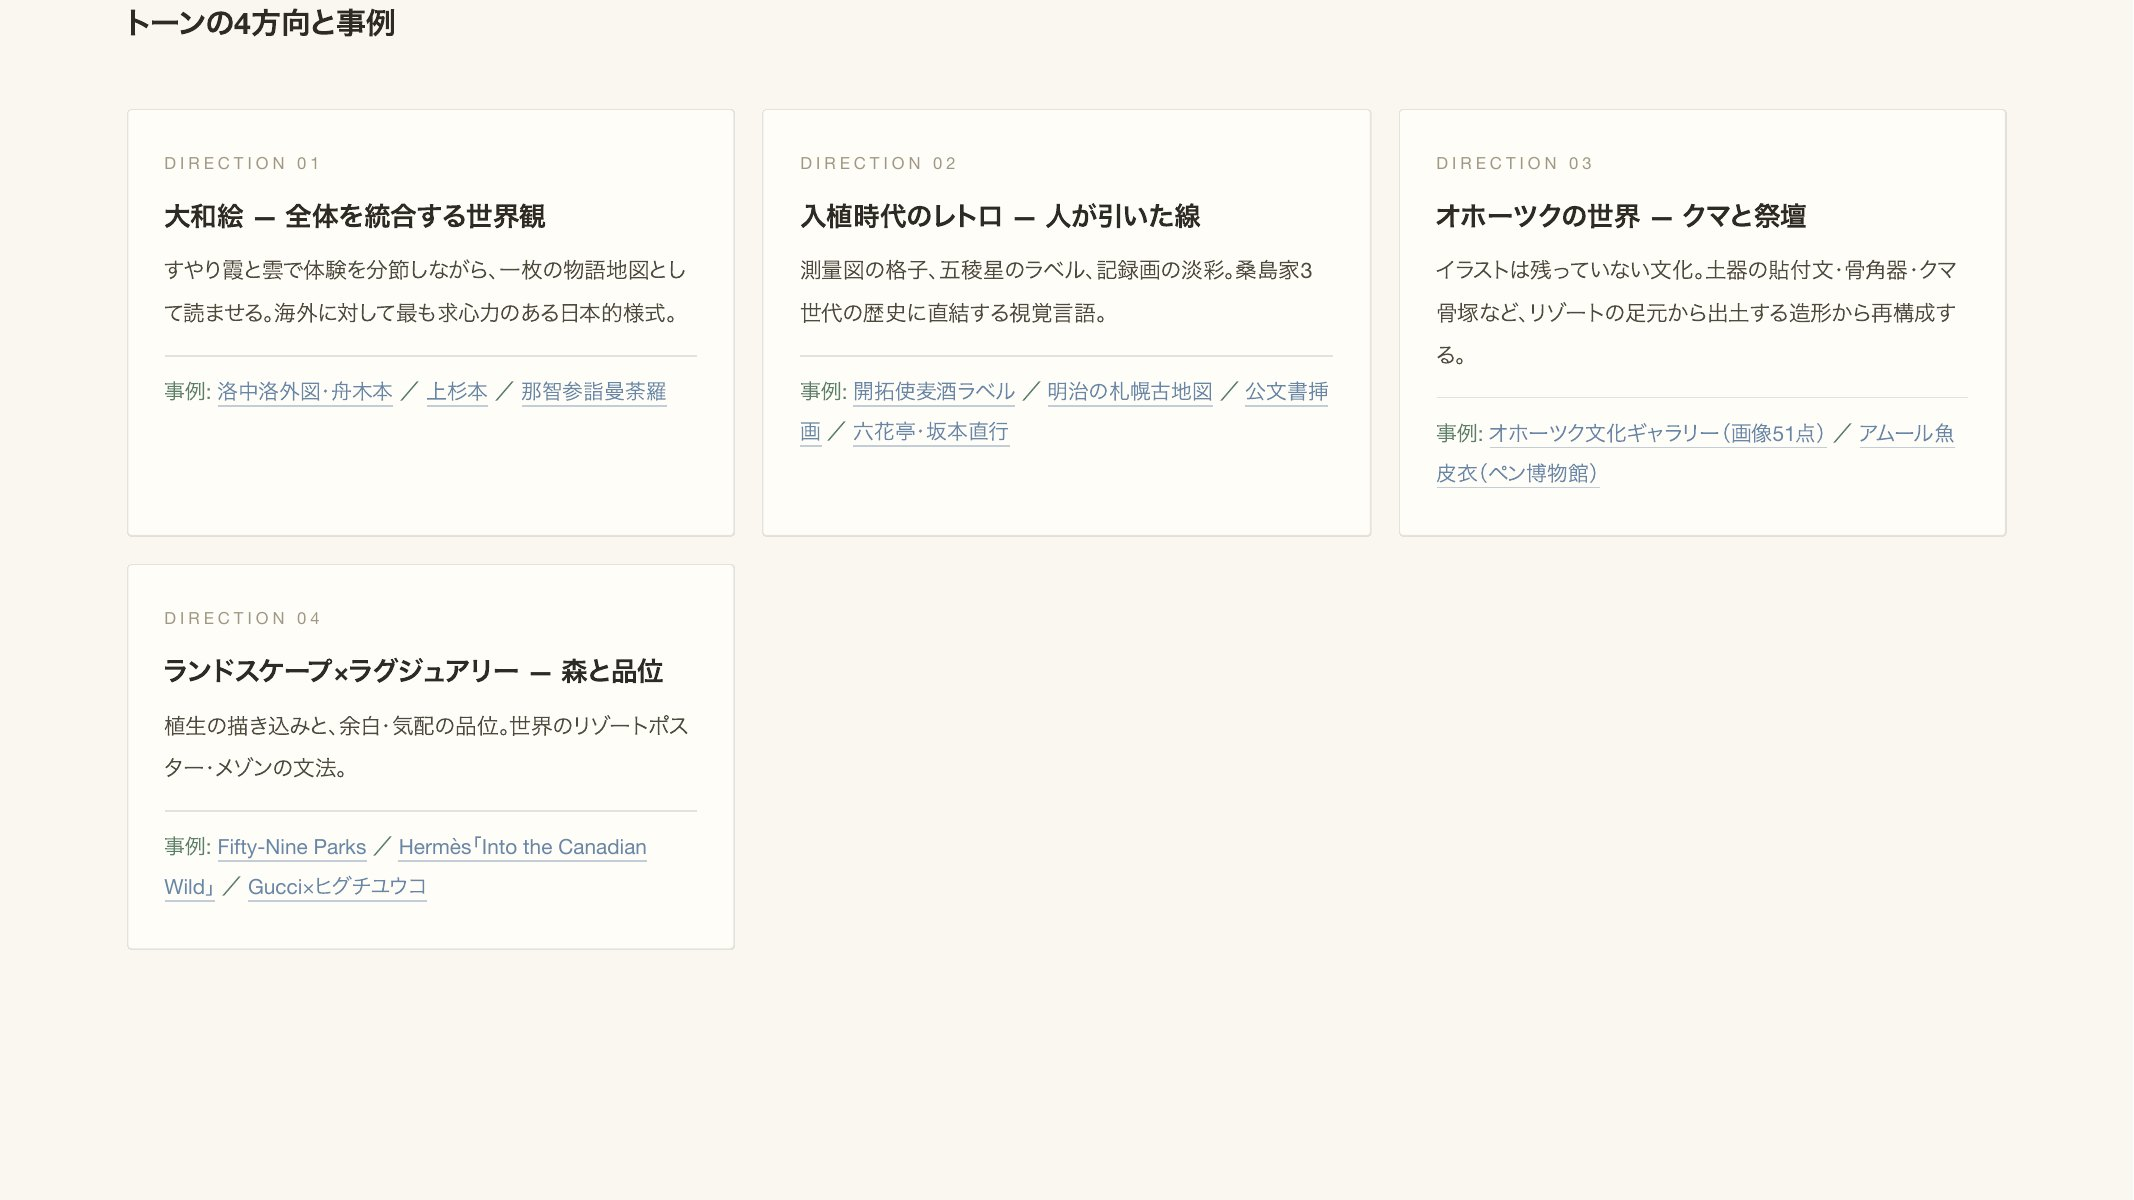 トーンの4方向と事例
DIRECTION 01
大和絵 — 全体を統合する世界観
すやり霞と雲で体験を分節しながら、一枚の物語地図とし
て読ませる。海外に対して最も求心力のある日本的様式。
事例: 洛中洛外図·舟木本 ／ 上杉本 ／ 那智参詣曼荼羅
DIRECTION 02
入植時代のレトロ — 人が引いた線
測量図の格子、五稜星のラベル、記録画の淡彩。桑島家3
世代の歴史に直結する視覚言語。
事例: 開拓使麦酒ラベル ／ 明治の札幌古地図 ／ 公文書挿
画 ／ 六花亭·坂本直行
DIRECTION 03
オホーツクの世界 — クマと祭壇
イラストは残っていない文化。土器の貼付文·骨角器·クマ
骨塚など、リゾートの足元から出土する造形から再構成す
る。
事例: オホーツク文化ギャラリー（画像51点） ／ アムール魚
皮衣（ペン博物館）
DIRECTION 04
ランドスケープ×ラグジュアリー — 森と品位
植生の描き込みと、余白·気配の品位。世界のリゾートポス
ター·メゾンの文法。
事例: Fifty-Nine Parks ／ Hermès「Into the Canadian
Wild」 ／ Gucci×ヒグチユウコ